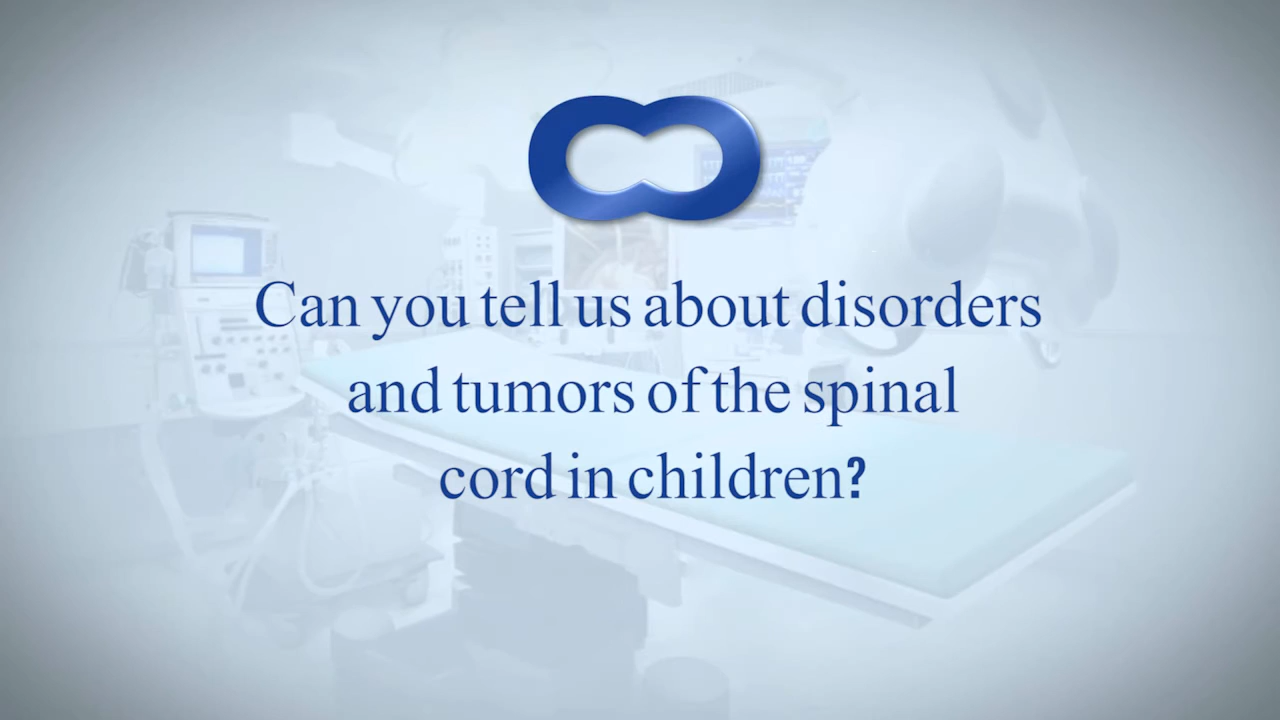 Can you tell us about disorders
and tumors of the spinal
cord in children?